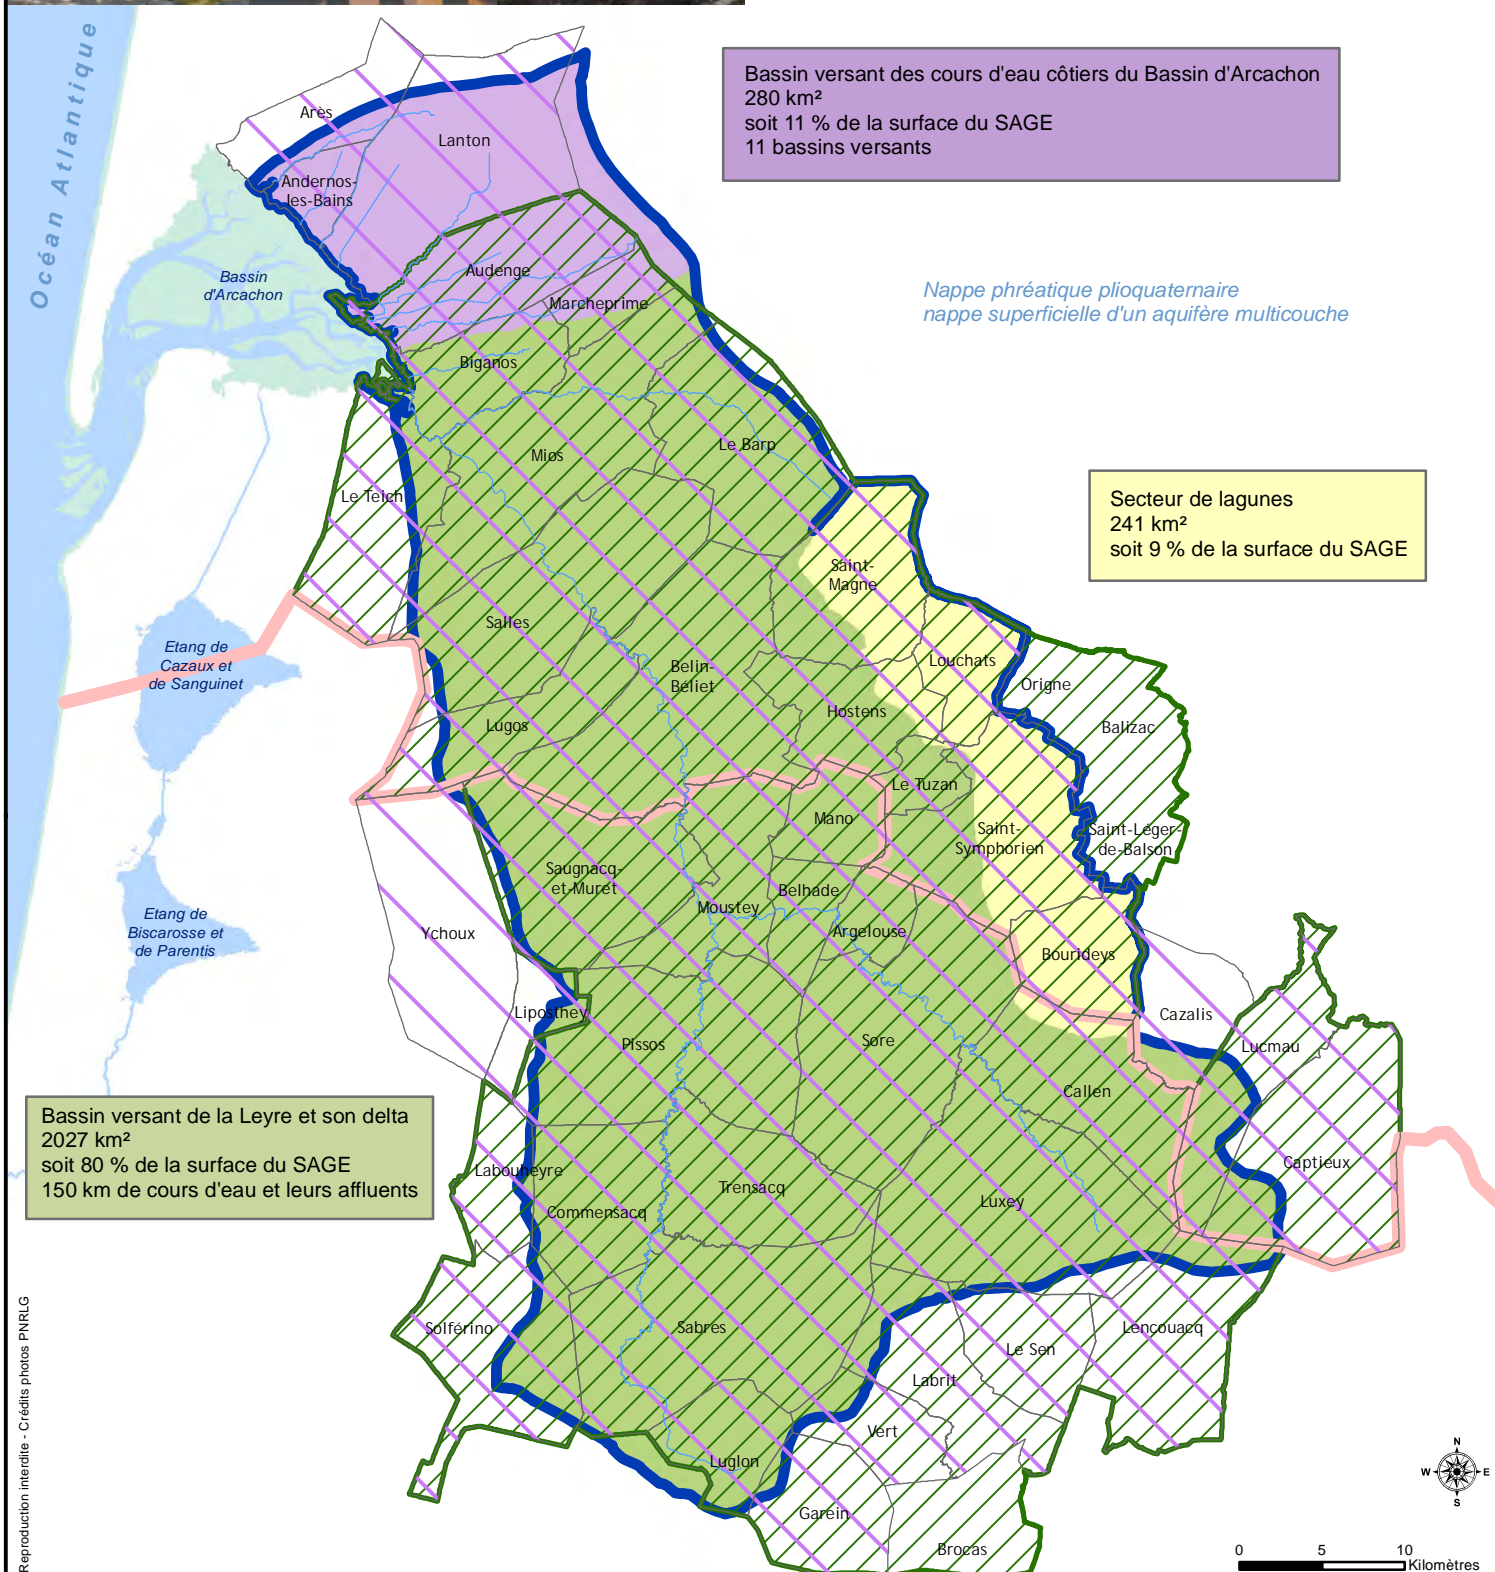 Océan Atlantique
Bassin versant des cours d'eau côtiers du Bassin d'Arcachon
280 km²
soit 11 % de la surface du SAGE
11 bassins versants
Arès
Lanton
Andernos-
les-Bains
Bassin
d'Arcachon
Audenge
Marcheprime
Nappe phréatique plioquaternaire
nappe superficielle d'un aquifère multicouche
Biganos
Le Barp
Mios
Le Teich
Secteur de lagunes
241 km²
soit 9 % de la surface du SAGE
Saint-
Magne
Salles
Etang de
Cazaux et
de Sanguinet
Belin-
Béliet
Louchats
Origne
Hostens
Lugos
Balizac
Le Tuzan
Mano
Saint-
Symphorien
Saint-Léger-
de-Balson
Saugnacq-
et-Muret
Belhade
Moustey
Etang de
Biscarosse et
de Parentis
Ychoux
Argelouse
Bourideys
Liposthey
Cazalis
Pissos
Sore
Lucmau
Callen
Bassin versant de la Leyre et son delta
2027 km²
soit 80 % de la surface du SAGE
150 km de cours d'eau et leurs affluents
Labouheyre
Captieux
Trensacq
Luxey
Commensacq
Solférino
Sabres
Lencouacq
Le Sen
Labrit
Vert
Luglon
Garein
Brocas
Reproduction interdite - Crédits photos PNRLG
N
W E
S
0 5 10
Kilomètres